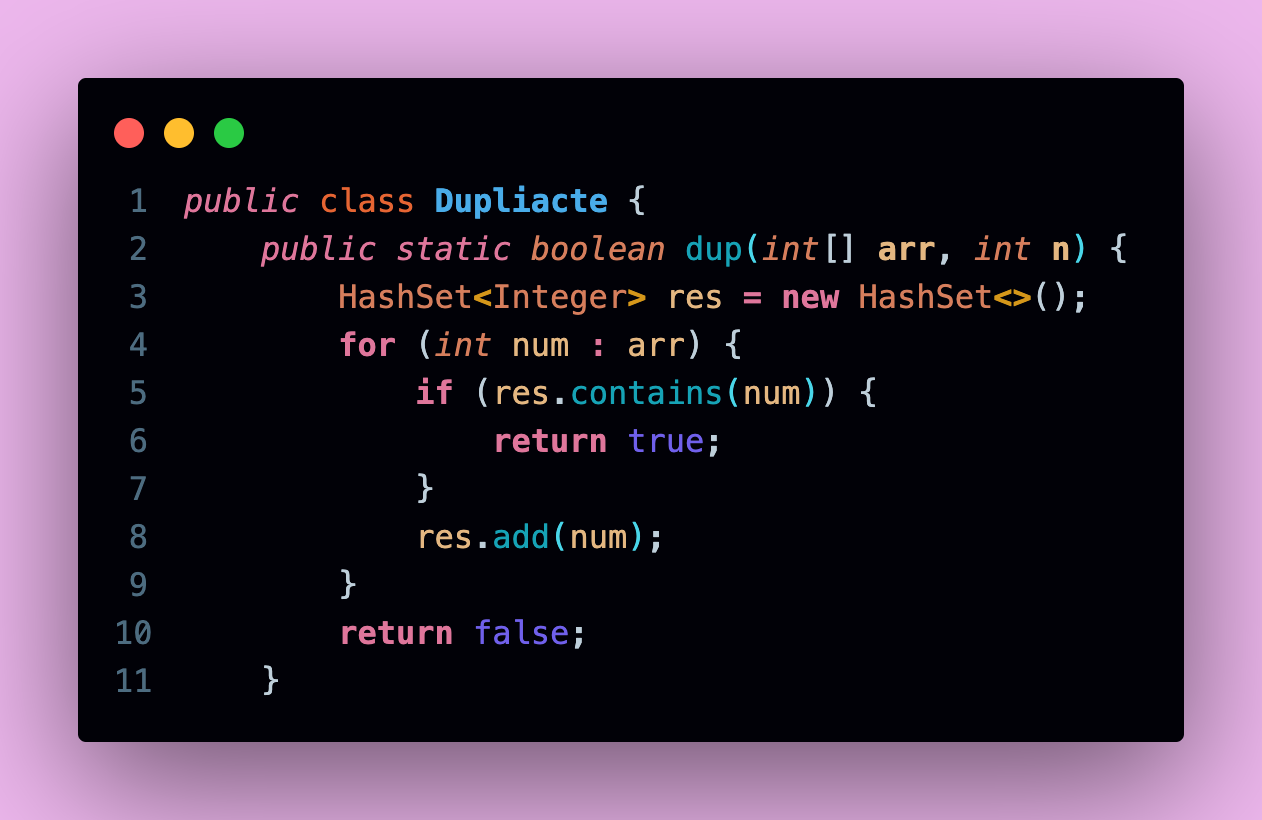 1 public class Dupliacte {
2     public static boolean dup(int[] arr, int n) {
3         HashSet<Integer> res = new HashSet<>();
4         for (int num : arr) {
5             if (res.contains(num)) {
6                 return true;
7             }
8             res.add(num);
9         }
10         return false;
11     }